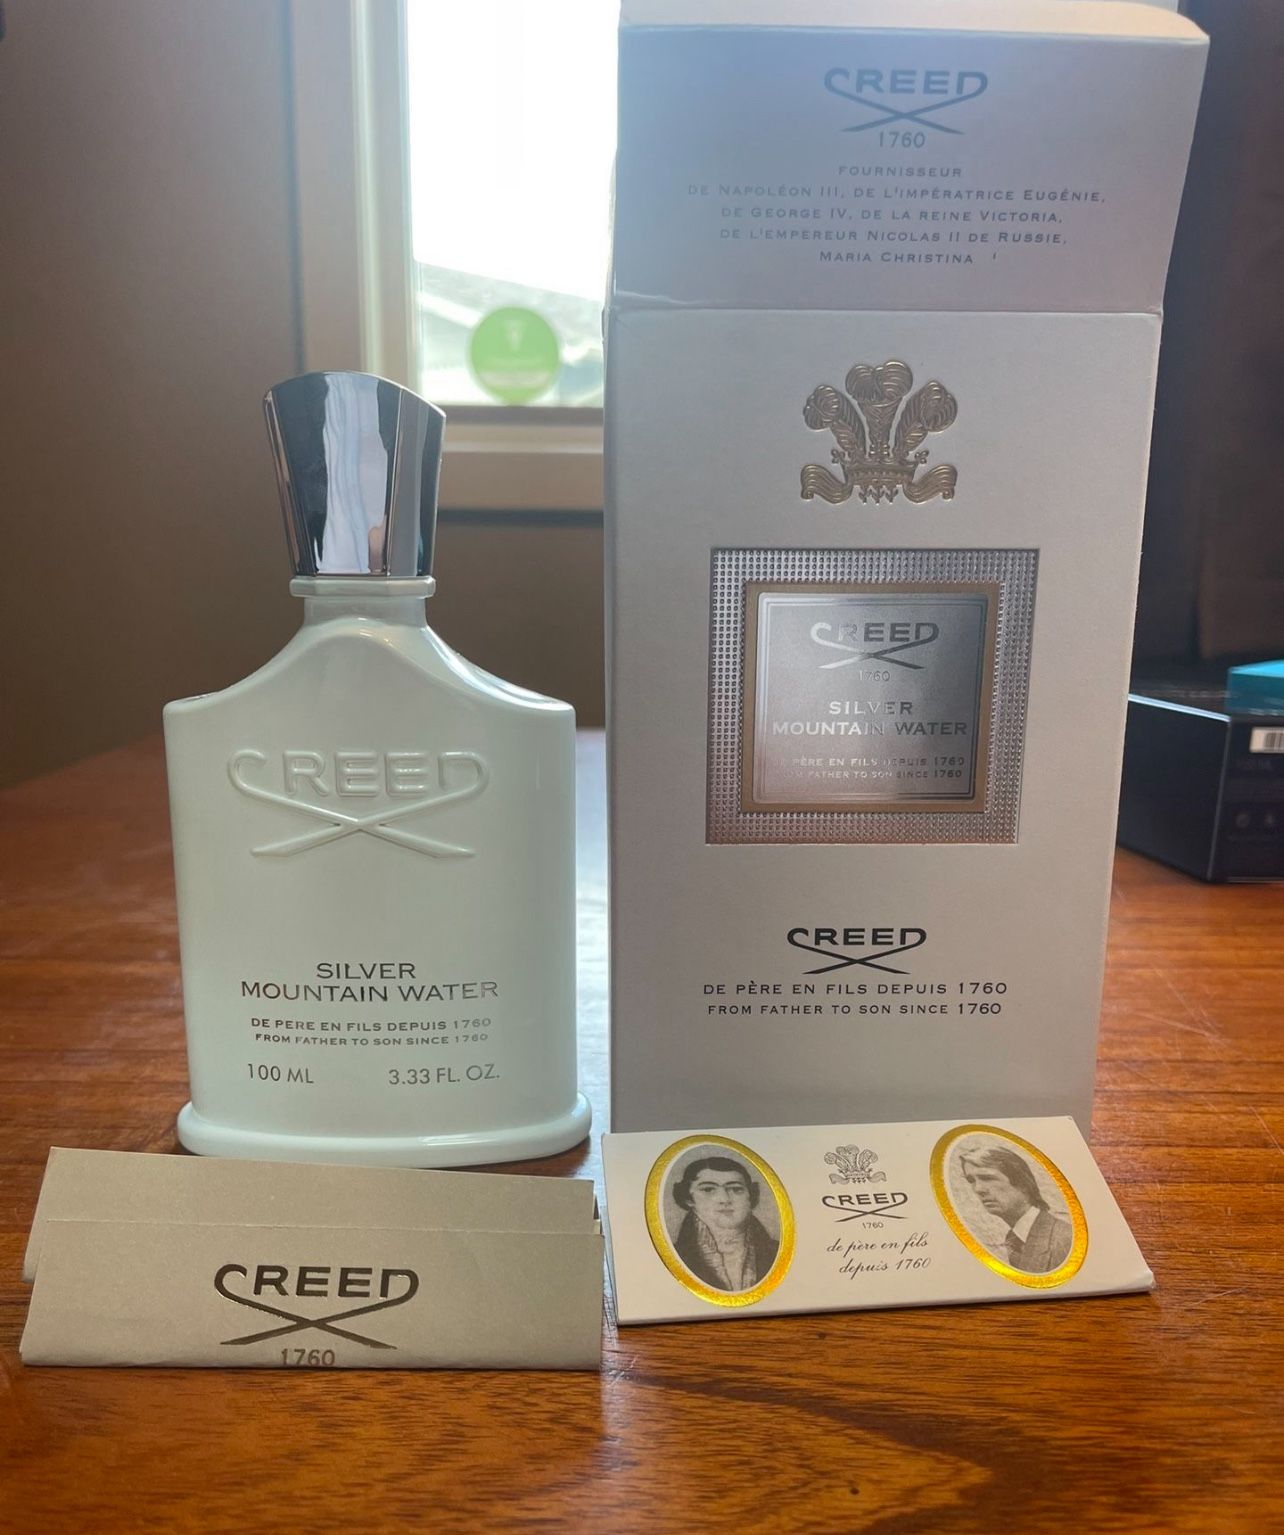 CREED
1760
FOURNISSEUR
DE NAPOLÉON III, DE L'IMPÉRATRICE EUGÉNIE,
DE GEORGE IV, DE LA REINE VICTORIA,
DE L'EMPEREUR NICOLAS II DE RUSSIE,
MARIA CHRISTINA
CREED
1760
SILVER
MOUNTAIN WATER
DE PÈRE EN FILS DEPUIS 1760
FROM FATHER TO SON SINCE 1760
CREED
DE PÈRE EN FILS DEPUIS 1760
FROM FATHER TO SON SINCE 1760
CREED
SILVER
MOUNTAIN WATER
DE PERE EN FILS DEPUIS 1760
FROM FATHER TO SON SINCE 1760
100 ML 3.33 FL. OZ.
CREED
1760
CREED
1760
de père en fils
depuis 1760